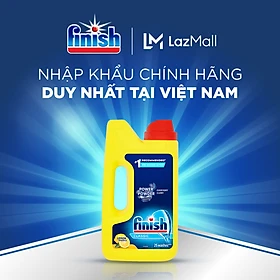 finish
LazMall
NHẬP KHẨU CHÍNH HÃNG
DUY NHẤT TẠI VIỆT NAM
POWER
POWDER
finish